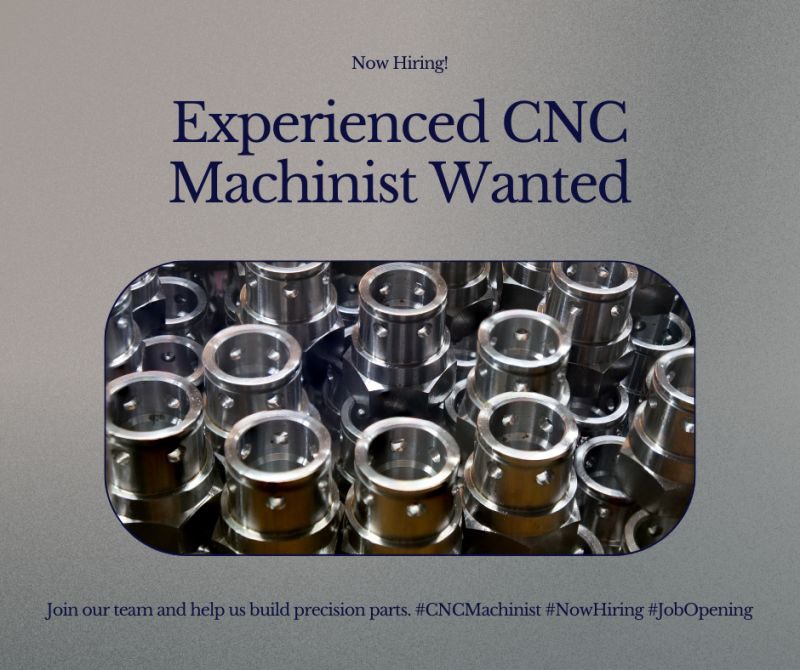 Now Hiring!
Experienced CNC
Machinist Wanted
Join our team and help us build precision parts. #CNCMachinist #NowHiring #JobOpening